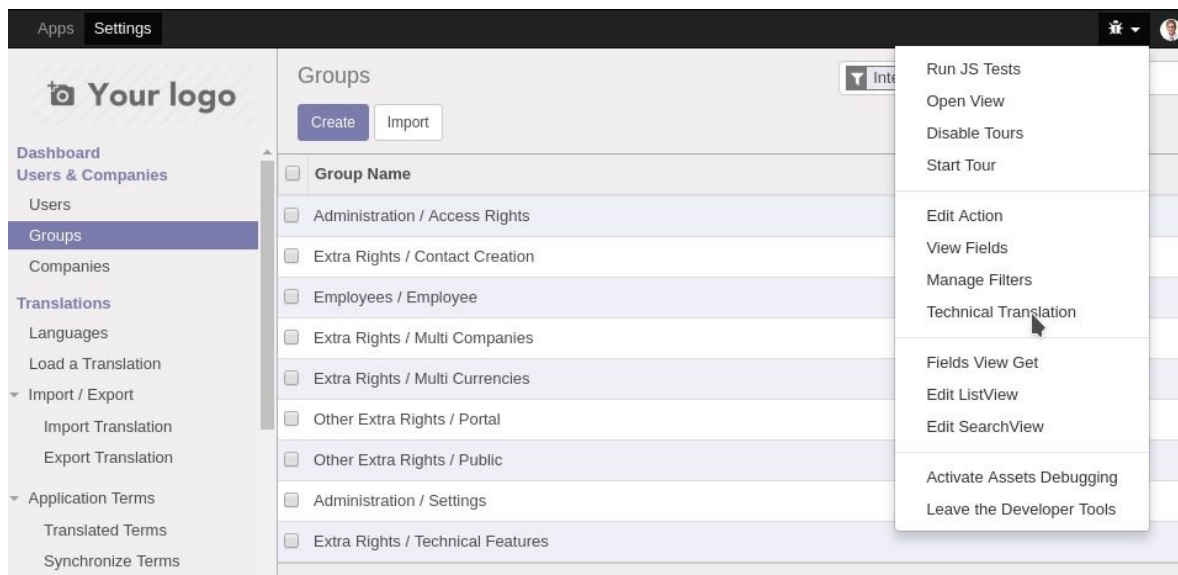 Apps Settings
Your logo
Dashboard
Users & Companies
Users
Groups
Companies
Translations
Languages
Load a Translation
Import / Export
Import Translation
Export Translation
Application Terms
Translated Terms
Synchronize Terms
Groups
Create Import
Group Name
Administration / Access Rights
Extra Rights / Contact Creation
Employees / Employee
Extra Rights / Multi Companies
Extra Rights / Multi Currencies
Other Extra Rights / Portal
Other Extra Rights / Public
Administration / Settings
Extra Rights / Technical Features
Run JS Tests
Open View
Disable Tours
Start Tour
Edit Action
View Fields
Manage Filters
Technical Translation
Fields View Get
Edit ListView
Edit SearchView
Activate Assets Debugging
Leave the Developer Tools